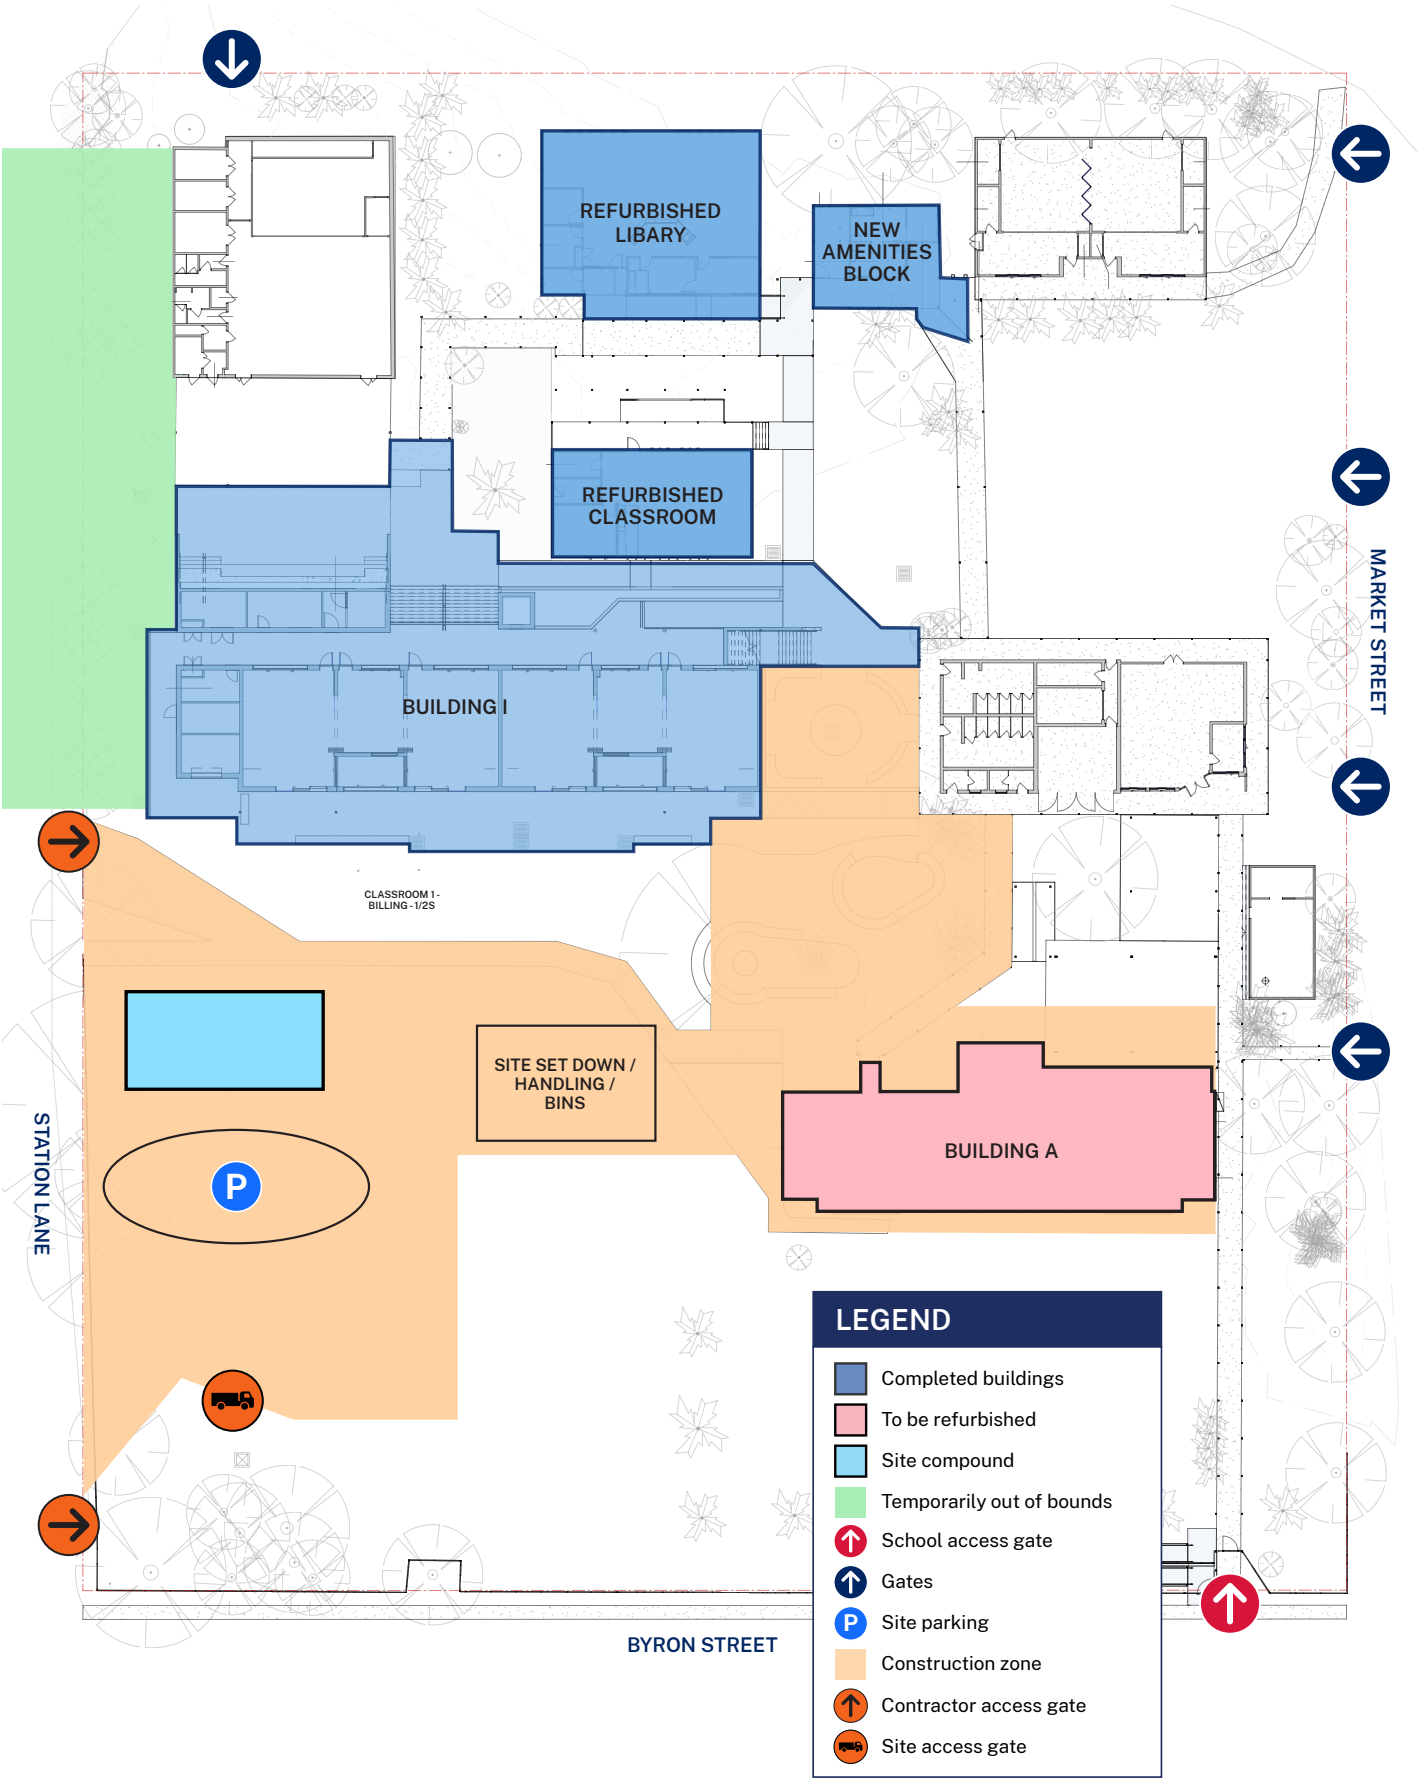 REFURBISHED
LIBARY
NEW
AMENITIES
BLOCK
REFURBISHED
CLASSROOM
MARKET STREET
BUILDING I
CLASSROOM 1 -
BILLING - 1/2S
SITE SET DOWN /
HANDLING /
BINS
STATION LANE
P
BUILDING A
LEGEND
Completed buildings
To be refurbished
Site compound
Temporarily out of bounds
School access gate
Gates
P Site parking
Construction zone
Contractor access gate
Site access gate
BYRON STREET